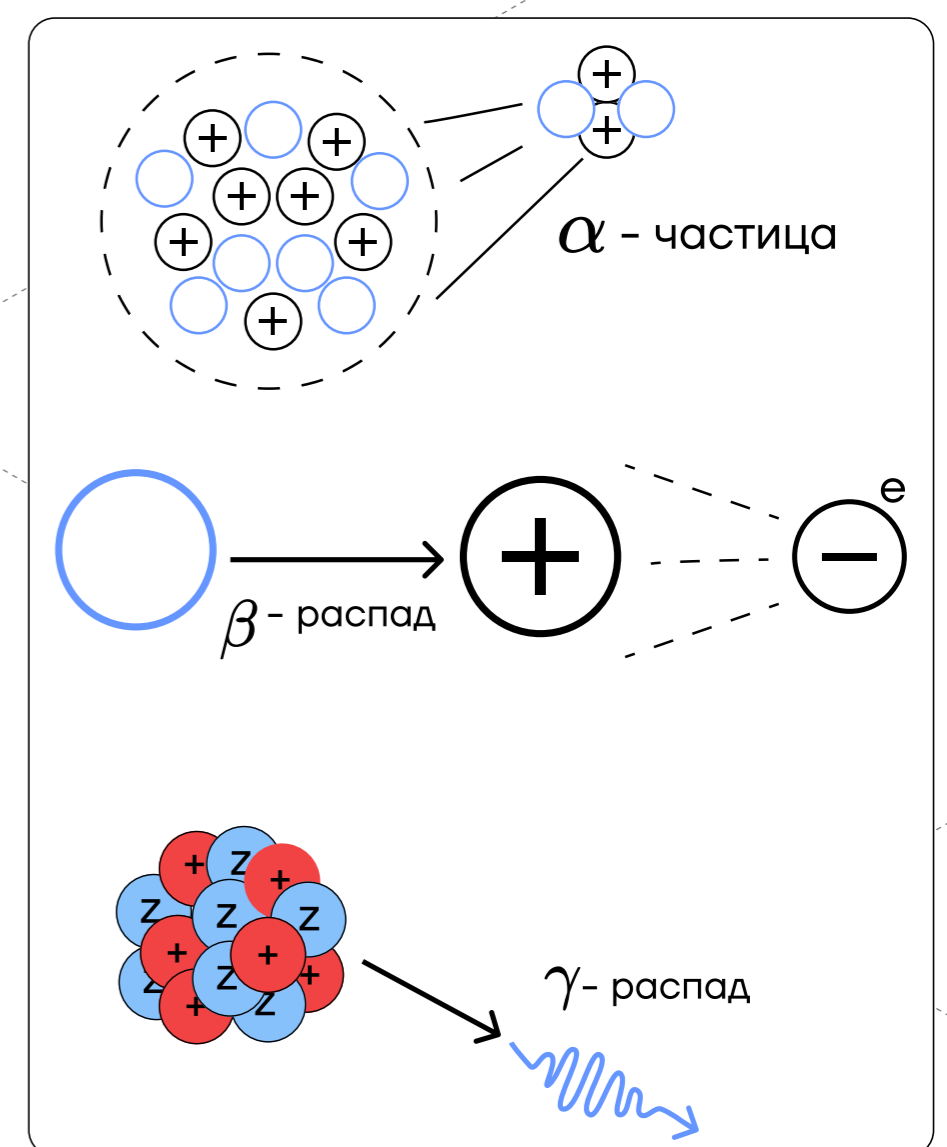 +
+ +
+
+ +
α - частица
+ +
+
e
+ −
β - распад
+ Z +
Z Z Z
+ +
Z Z +
+ Z
γ - распад